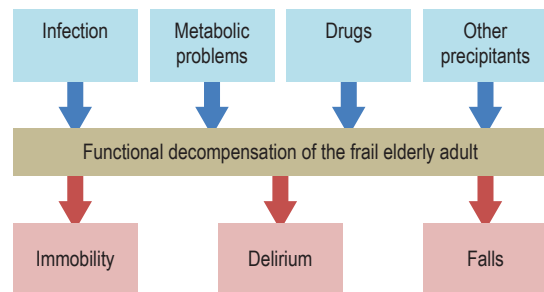 Infection
Metabolic
problems
Drugs
Other
precipitants
Functional decompensation of the frail elderly adult
Immobility
Delirium
Falls